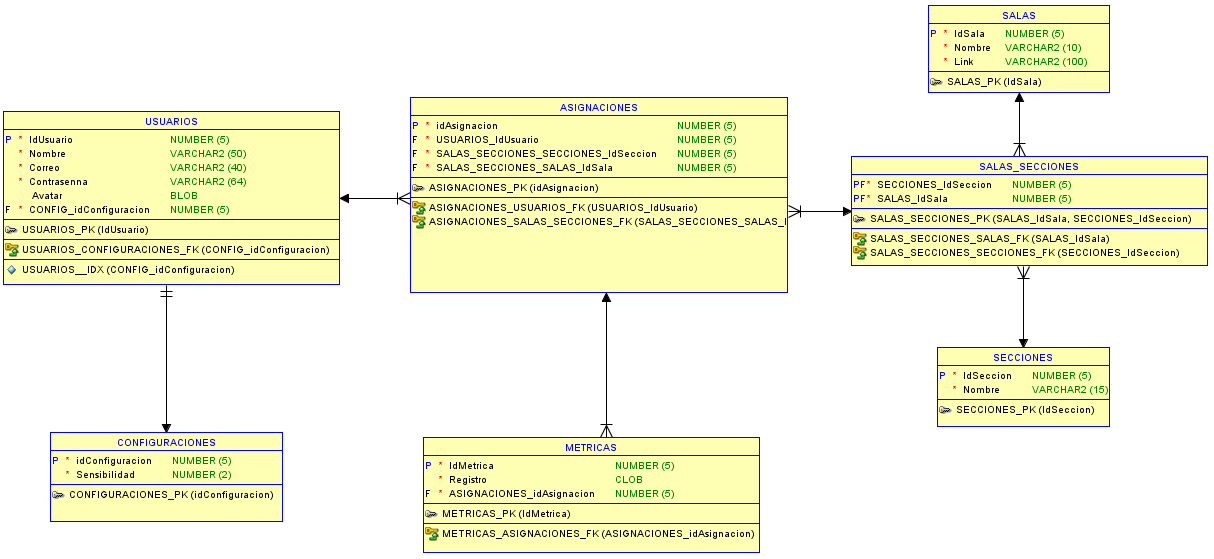 SALAS
P * IdSala NUMBER (5)
* Nombre VARCHAR2 (10)
* Link VARCHAR2 (100)
SALAS_PK (IdSala)
USUARIOS
P * IdUsuario NUMBER (5)
* Nombre VARCHAR2 (50)
* Correo VARCHAR2 (40)
* Contrasenna VARCHAR2 (64)
Avatar BLOB
F * CONFIG_idConfiguracion NUMBER (5)
USUARIOS_PK (IdUsuario)
USUARIOS_CONFIGURACIONES_FK (CONFIG_idConfiguracion)
USUARIOS__IDX (CONFIG_idConfiguracion)
ASIGNACIONES
P * idAsignacion NUMBER (5)
F * USUARIOS_IdUsuario NUMBER (5)
F * SALAS_SECCIONES_SECCIONES_IdSeccion NUMBER (5)
F * SALAS_SECCIONES_SALAS_IdSala NUMBER (5)
ASIGNACIONES_PK (idAsignacion)
ASIGNACIONES_USUARIOS_FK (USUARIOS_IdUsuario)
ASIGNACIONES_SALAS_SECCIONES_FK (SALAS_SECCIONES_SALAS_I
SALAS_SECCIONES
PF* SECCIONES_IdSeccion NUMBER (5)
PF* SALAS_IdSala NUMBER (5)
SALAS_SECCIONES_PK (SALAS_IdSala, SECCIONES_IdSeccion)
SALAS_SECCIONES_SALAS_FK (SALAS_IdSala)
SALAS_SECCIONES_SECCIONES_FK (SECCIONES_IdSeccion)
SECCIONES
P * IdSeccion NUMBER (5)
* Nombre VARCHAR2 (15)
SECCIONES_PK (IdSeccion)
CONFIGURACIONES
P * idConfiguracion NUMBER (5)
* Sensibilidad NUMBER (2)
CONFIGURACIONES_PK (idConfiguracion)
METRICAS
P * IdMetrica NUMBER (5)
* Registro CLOB
F * ASIGNACIONES_idAsignacion NUMBER (5)
METRICAS_PK (IdMetrica)
METRICAS_ASIGNACIONES_FK (ASIGNACIONES_idAsignacion)